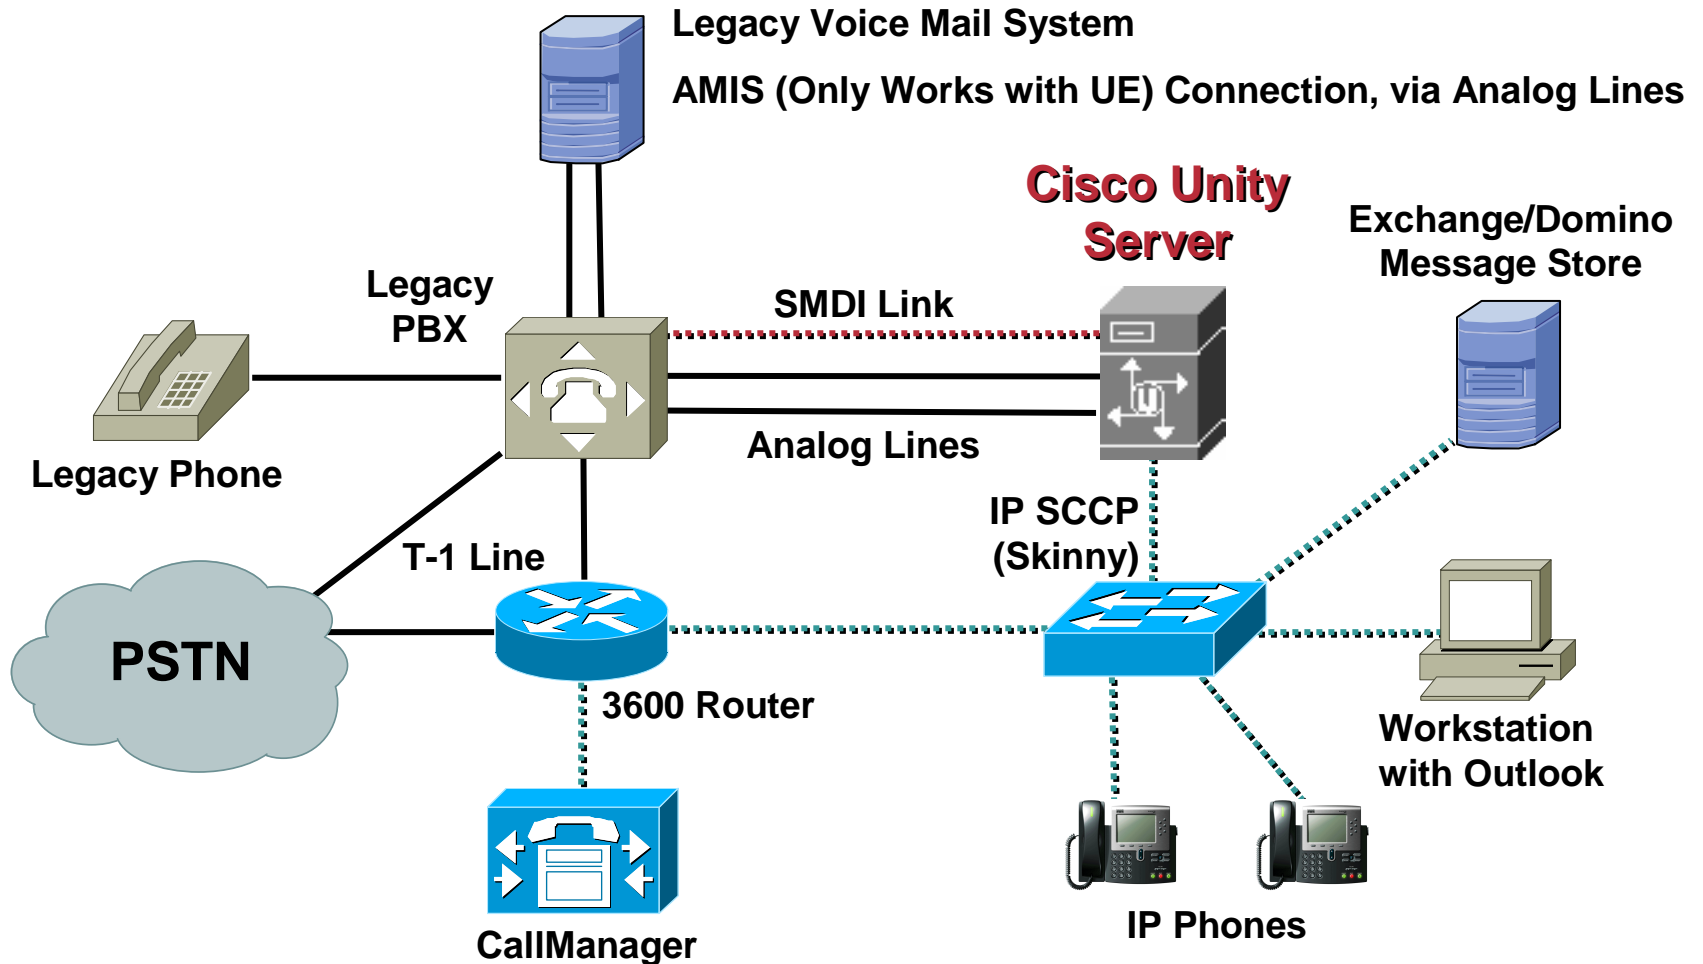 Legacy Voice Mail System
AMIS (Only Works with UE) Connection, via Analog Lines
Cisco Unity
Server
Exchange/Domino
Message Store
Legacy
PBX
SMDI Link
Analog Lines
Legacy Phone
IP SCCP
(Skinny)
T-1 Line
PSTN
3600 Router
Workstation
with Outlook
IP Phones
CallManager
U